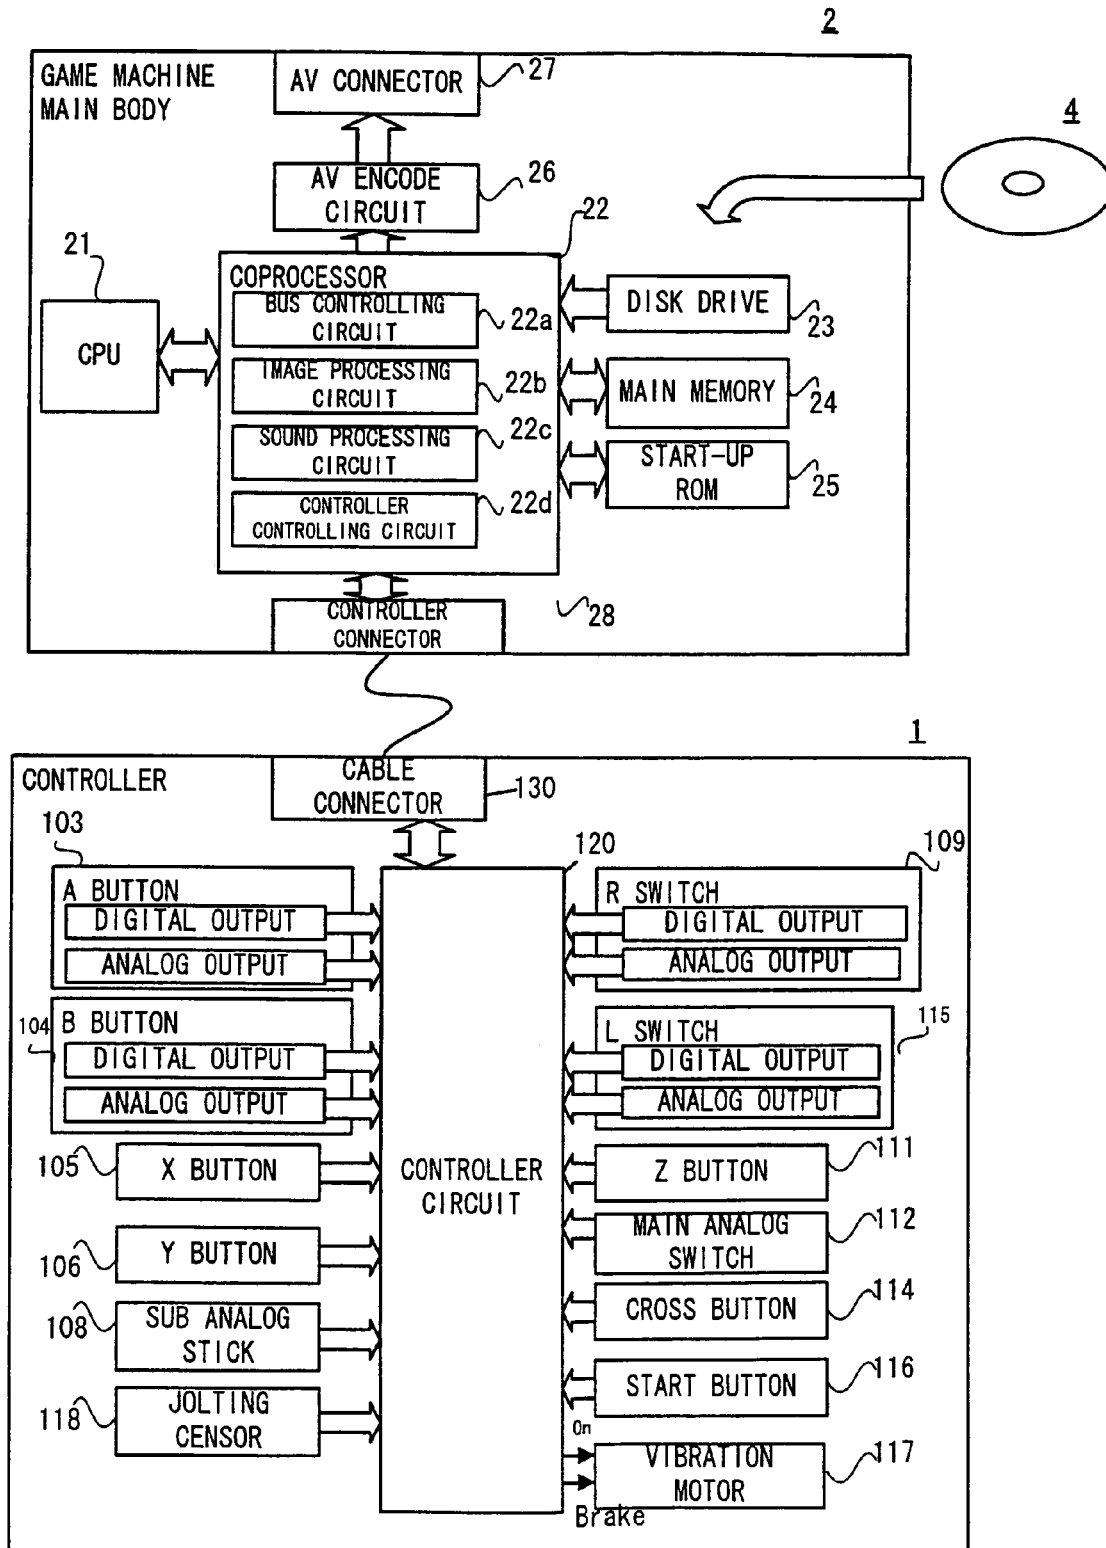 2
GAME MACHINE
MAIN BODY
AV CONNECTOR
27
4
AV ENCODE
CIRCUIT
26
22
21
CPU
COPROCESSOR
BUS CONTROLLING
CIRCUIT
22a
IMAGE PROCESSING
CIRCUIT
22b
SOUND PROCESSING
CIRCUIT
22c
CONTROLLER
CONTROLLING CIRCUIT
22d
DISK DRIVE
23
MAIN MEMORY
24
START-UP
ROM
25
CONTROLLER
CONNECTOR
28
1
CONTROLLER
CABLE
CONNECTOR
130
103
A BUTTON
DIGITAL OUTPUT
ANALOG OUTPUT
104
B BUTTON
DIGITAL OUTPUT
ANALOG OUTPUT
105
X BUTTON
106
Y BUTTON
108
SUB ANALOG
STICK
118
JOLTING
CENSOR
120
CONTROLLER
CIRCUIT
109
R SWITCH
DIGITAL OUTPUT
ANALOG OUTPUT
115
L SWITCH
DIGITAL OUTPUT
ANALOG OUTPUT
111
Z BUTTON
112
MAIN ANALOG
SWITCH
114
CROSS BUTTON
116
START BUTTON
On
VIBRATION
MOTOR
117
Brake